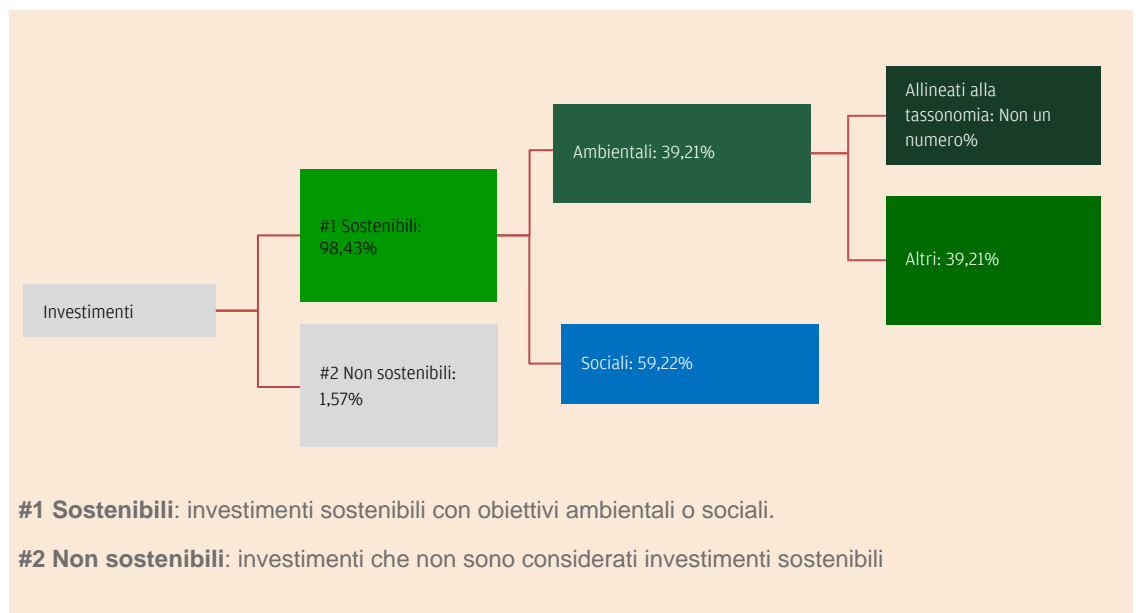 Investimenti
#1 Sostenibili:
98,43%
#2 Non sostenibili:
1,57%
Ambientali: 39,21%
Sociali: 59,22%
Allineati alla
tassonomia: Non un
numero%
Altri: 39,21%
#1 Sostenibili: investimenti sostenibili con obiettivi ambientali o sociali.
#2 Non sostenibili: investimenti che non sono considerati investimenti sostenibili